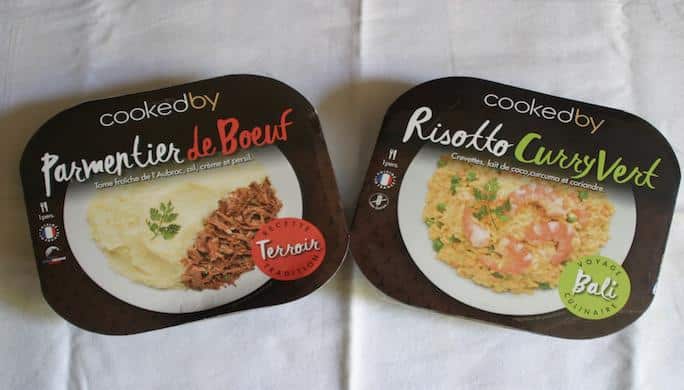 cookedby
Parmentier de Boeuf
Tome fraîche de l'Aubrac, ail, crème et persil.
1 pers.
RECETTE
Terroir
TRADITION
cookedby
Risotto Curry Vert
Crevettes, lait de coco, curcuma et coriandre
1 pers.
VOYAGE
Bali
CULINAIRE